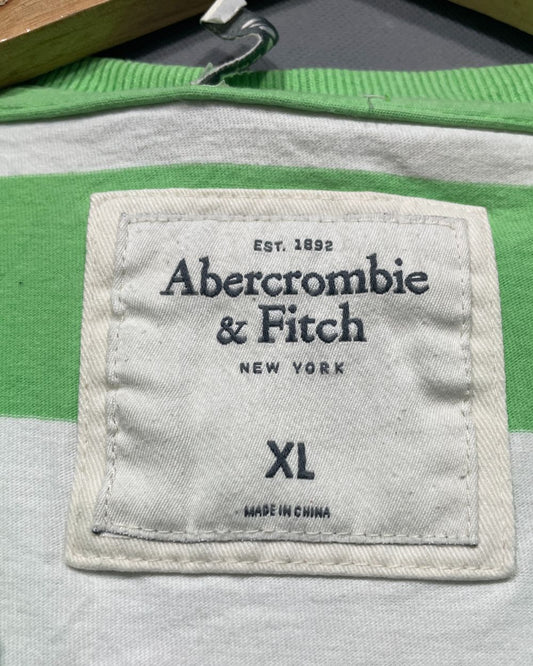 EST. 1892
Abercrombie
& Fitch
NEW YORK
XL
MADE IN CHINA